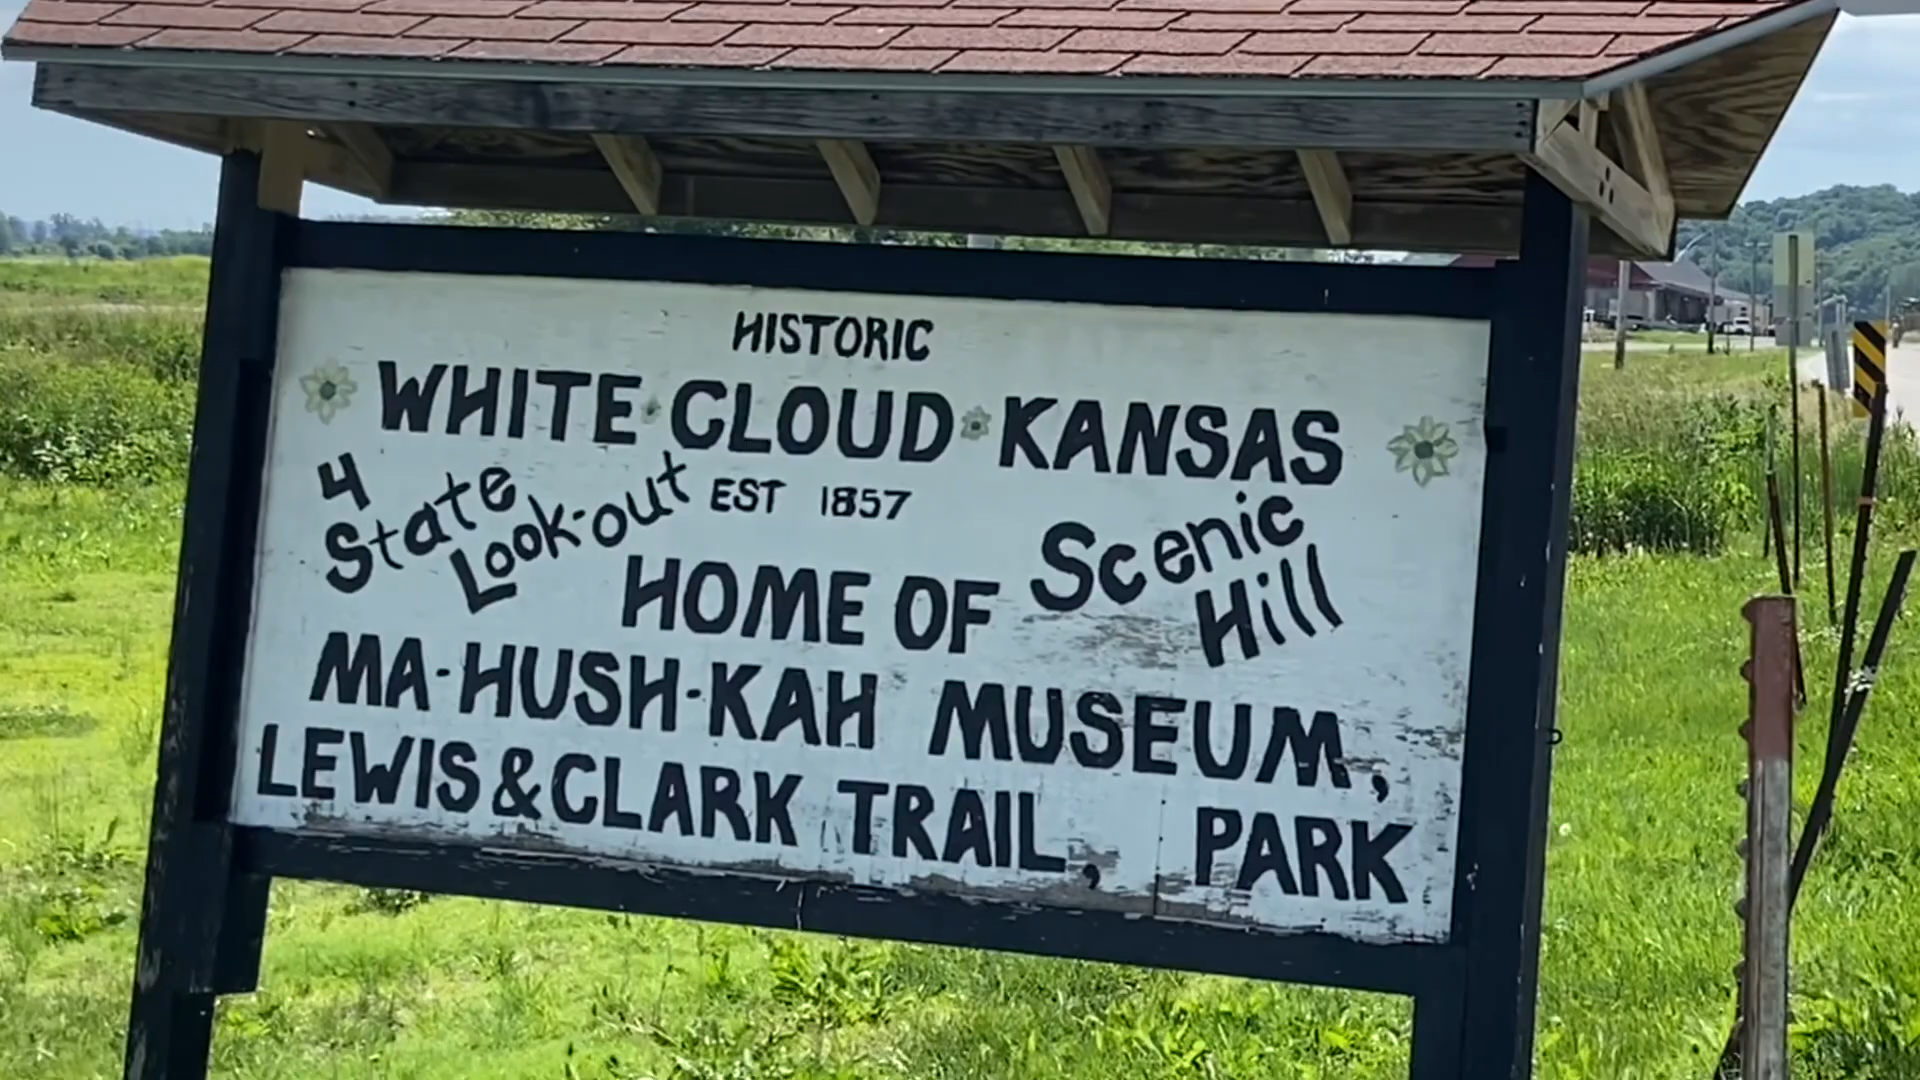 HISTORIC
WHITE CLOUD KANSAS
4
State
Look-out
EST 1857
Scenic
Hill
HOME OF
MA-HUSH-KAH MUSEUM,
LEWIS & CLARK TRAIL, PARK